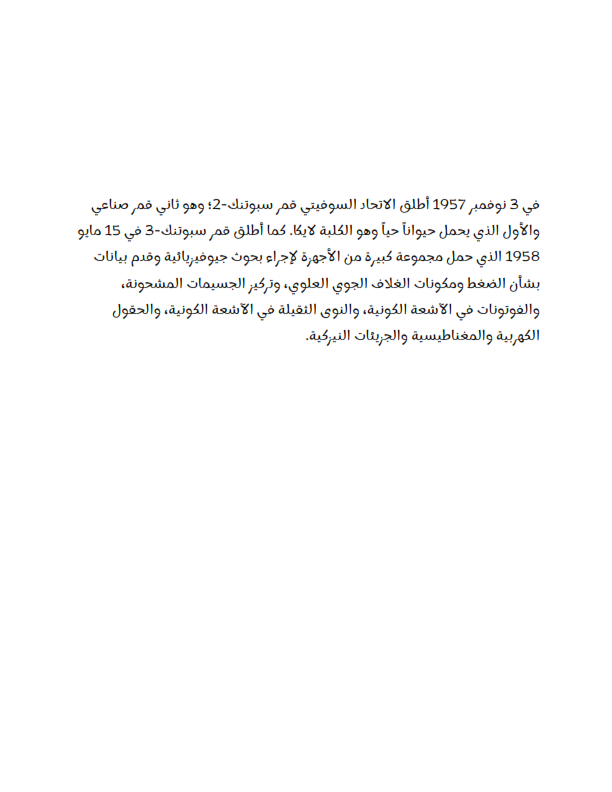 في 3 نوفمبر 1957 أطلق الاتحاد السوفيتي قمر سبوتنك-2؛ وهو ثاني قمر صناعي
والأول الذي يحمل حيواناً حياً وهو الكلبة لايكا. كما أطلق قمر سبوتنك-3 في 15 مايو
1958 الذي حمل مجموعة كبيرة من الأجهزة لإجراء بحوث جيوفيزيائية وقدم بيانات
بشأن الضغط ومكونات الغلاف الجوي العلوي، وتركيز الجسيمات المشحونة،
والفوتونات في الآشعة الكونية، والنوى الثقيلة في الآشعة الكونية، والحقول
الكهربية والمغناطيسية والجزيئات النيزكية.